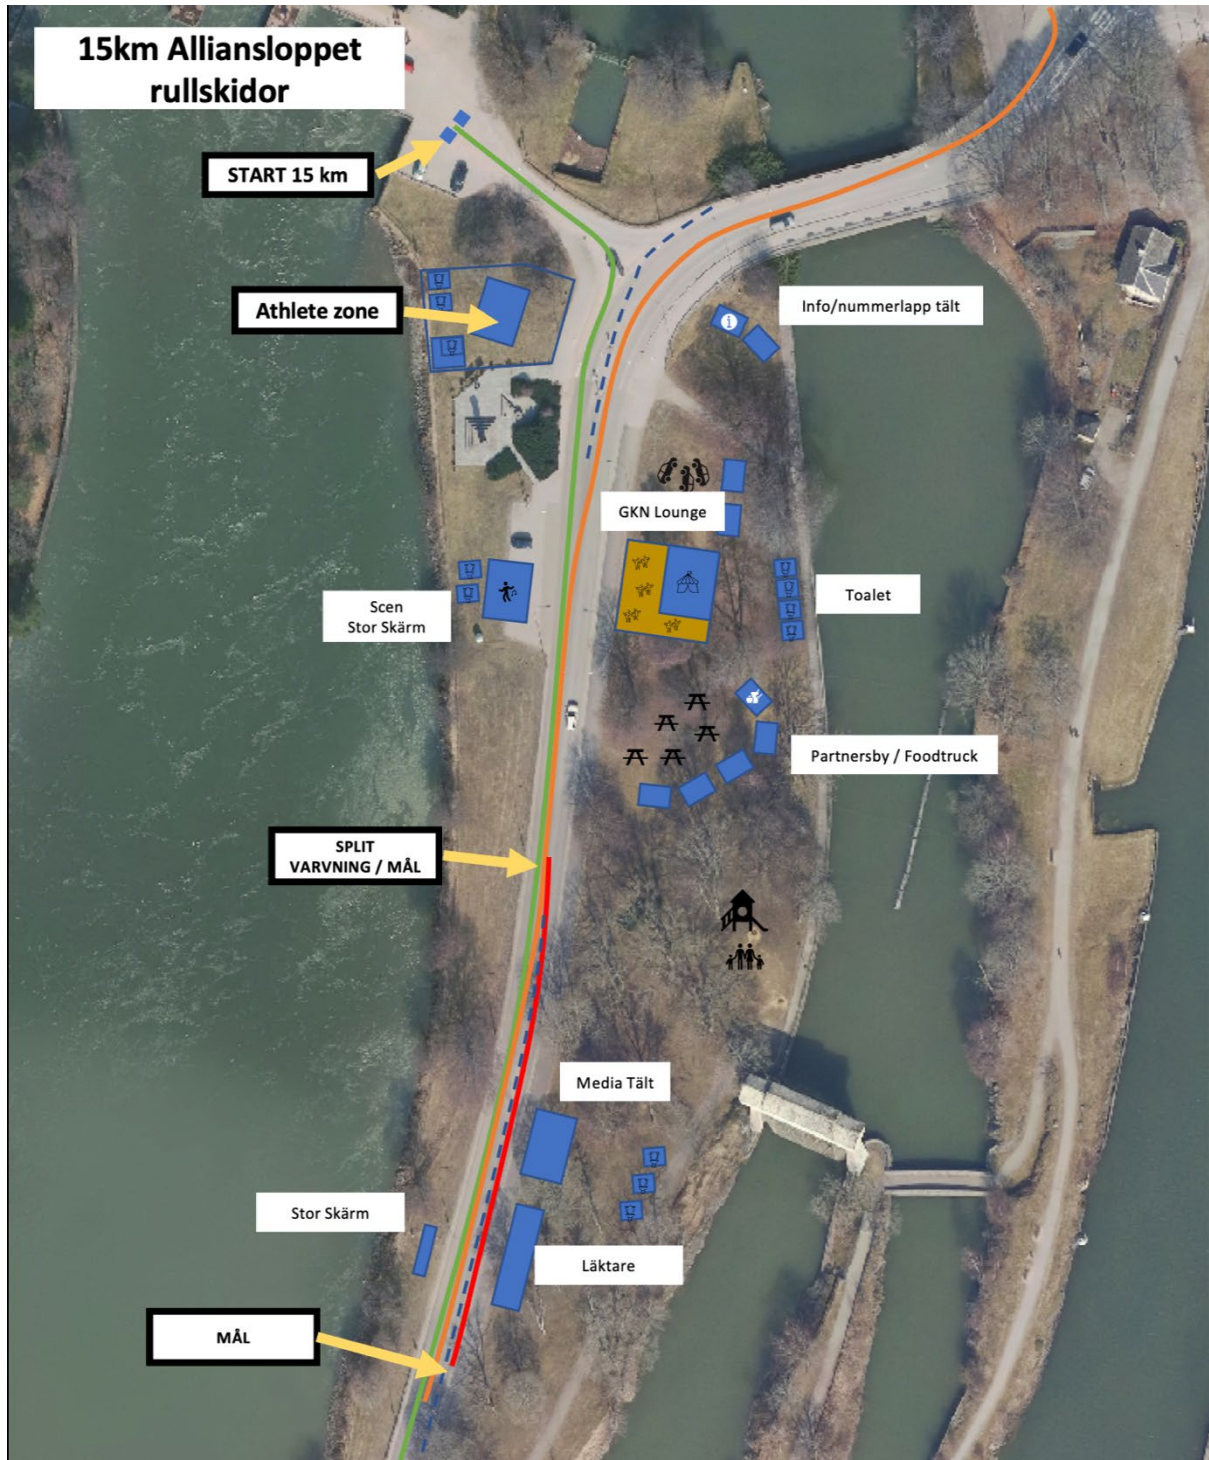 15km Alliansloppet
rullskidor
START 15 km
Athlete zone
Info/nummerlapp tält
GKN Lounge
Scen
Stor Skärm
Toalet
Partnersby / Foodtruck
SPLIT
VARVNING / MÅL
Media Tält
Stor Skärm
Läktare
MÅL